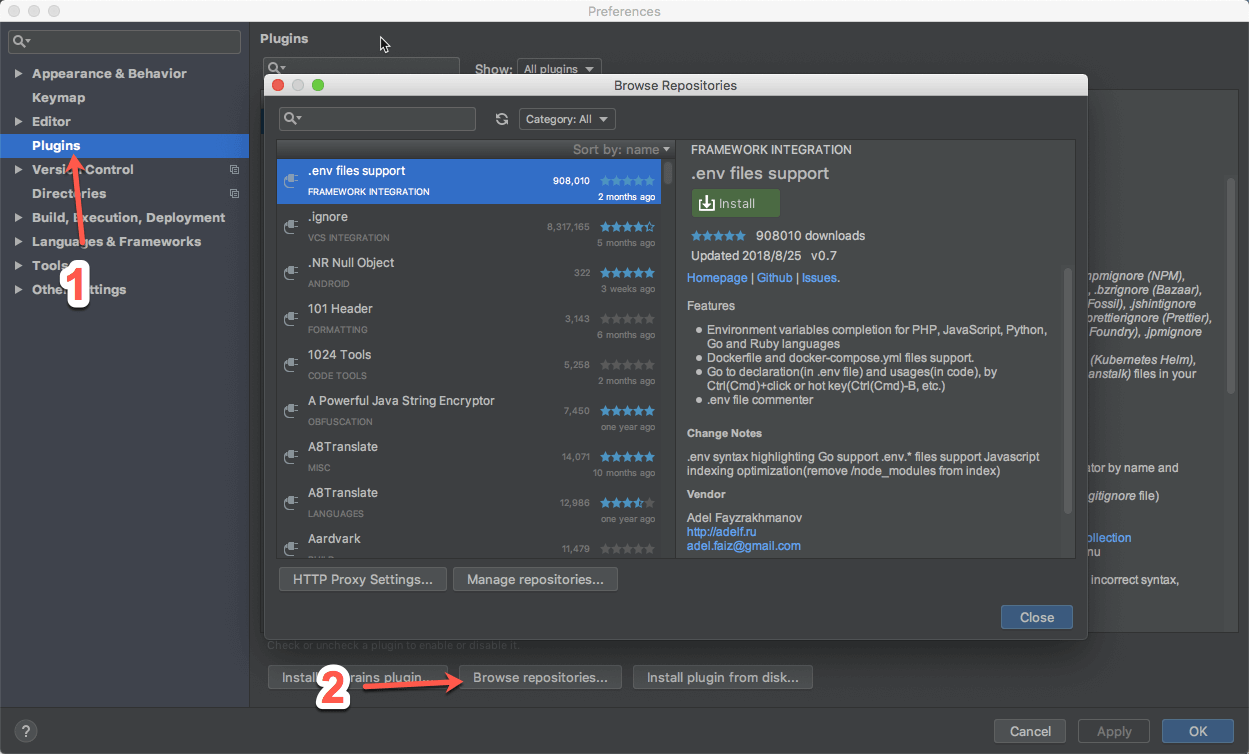 Preferences
Plugins
Appearance & Behavior
Keymap
Editor
Plugins
Version Control
Directories
Build, Execution, Deployment
Languages & Frameworks
Tools
Other Settings
1
Show: All plugins
Browse Repositories
Category: All
Sort by: name
.env files support
FRAMEWORK INTEGRATION
908,010
2 months ago
.ignore
VCS INTEGRATION
8,317,165
5 months ago
.NR Null Object
ANDROID
322
3 weeks ago
101 Header
FORMATTING
3,143
6 months ago
1024 Tools
CODE TOOLS
5,258
2 months ago
A Powerful Java String Encryptor
OBFUSCATION
7,450
one year ago
A8Translate
MISC
14,071
10 months ago
A8Translate
LANGUAGES
12,986
one year ago
Aardvark
11,479
FRAMEWORK INTEGRATION
.env files support
Install
908010 downloads
Updated 2018/8/25 v0.7
Homepage | Github | Issues.
Features
Environment variables completion for PHP, JavaScript, Python,
Go and Ruby languages
Dockerfile and docker-compose.yml files support.
Go to declaration(in .env file) and usages(in code), by
Ctrl(Cmd)+click or hot key(Ctrl(Cmd)-B, etc.)
.env file commenter
Change Notes
.env syntax highlighting Go support .env.* files support Javascript
indexing optimization(remove /node_modules from index)
Vendor
Adel Fayzrakhmanov
http://adelf.ru
adel.faiz@gmail.com
HTTP Proxy Settings...
Manage repositories...
Close
npmignore (NPM),
, .bzrignore (Bazaar),
Fossil), .jshintignore
prettierignore (Prettier),
Foundry), .jpmignore
(Kubernetes Helm),
anstalk) files in your
ator by name and
gitignore file)
ollection
nu
incorrect syntax,
Check or uncheck a plugin to enable or disable it.
Install rains plugin...
2
Browse repositories...
Install plugin from disk...
?
Cancel
Apply
OK